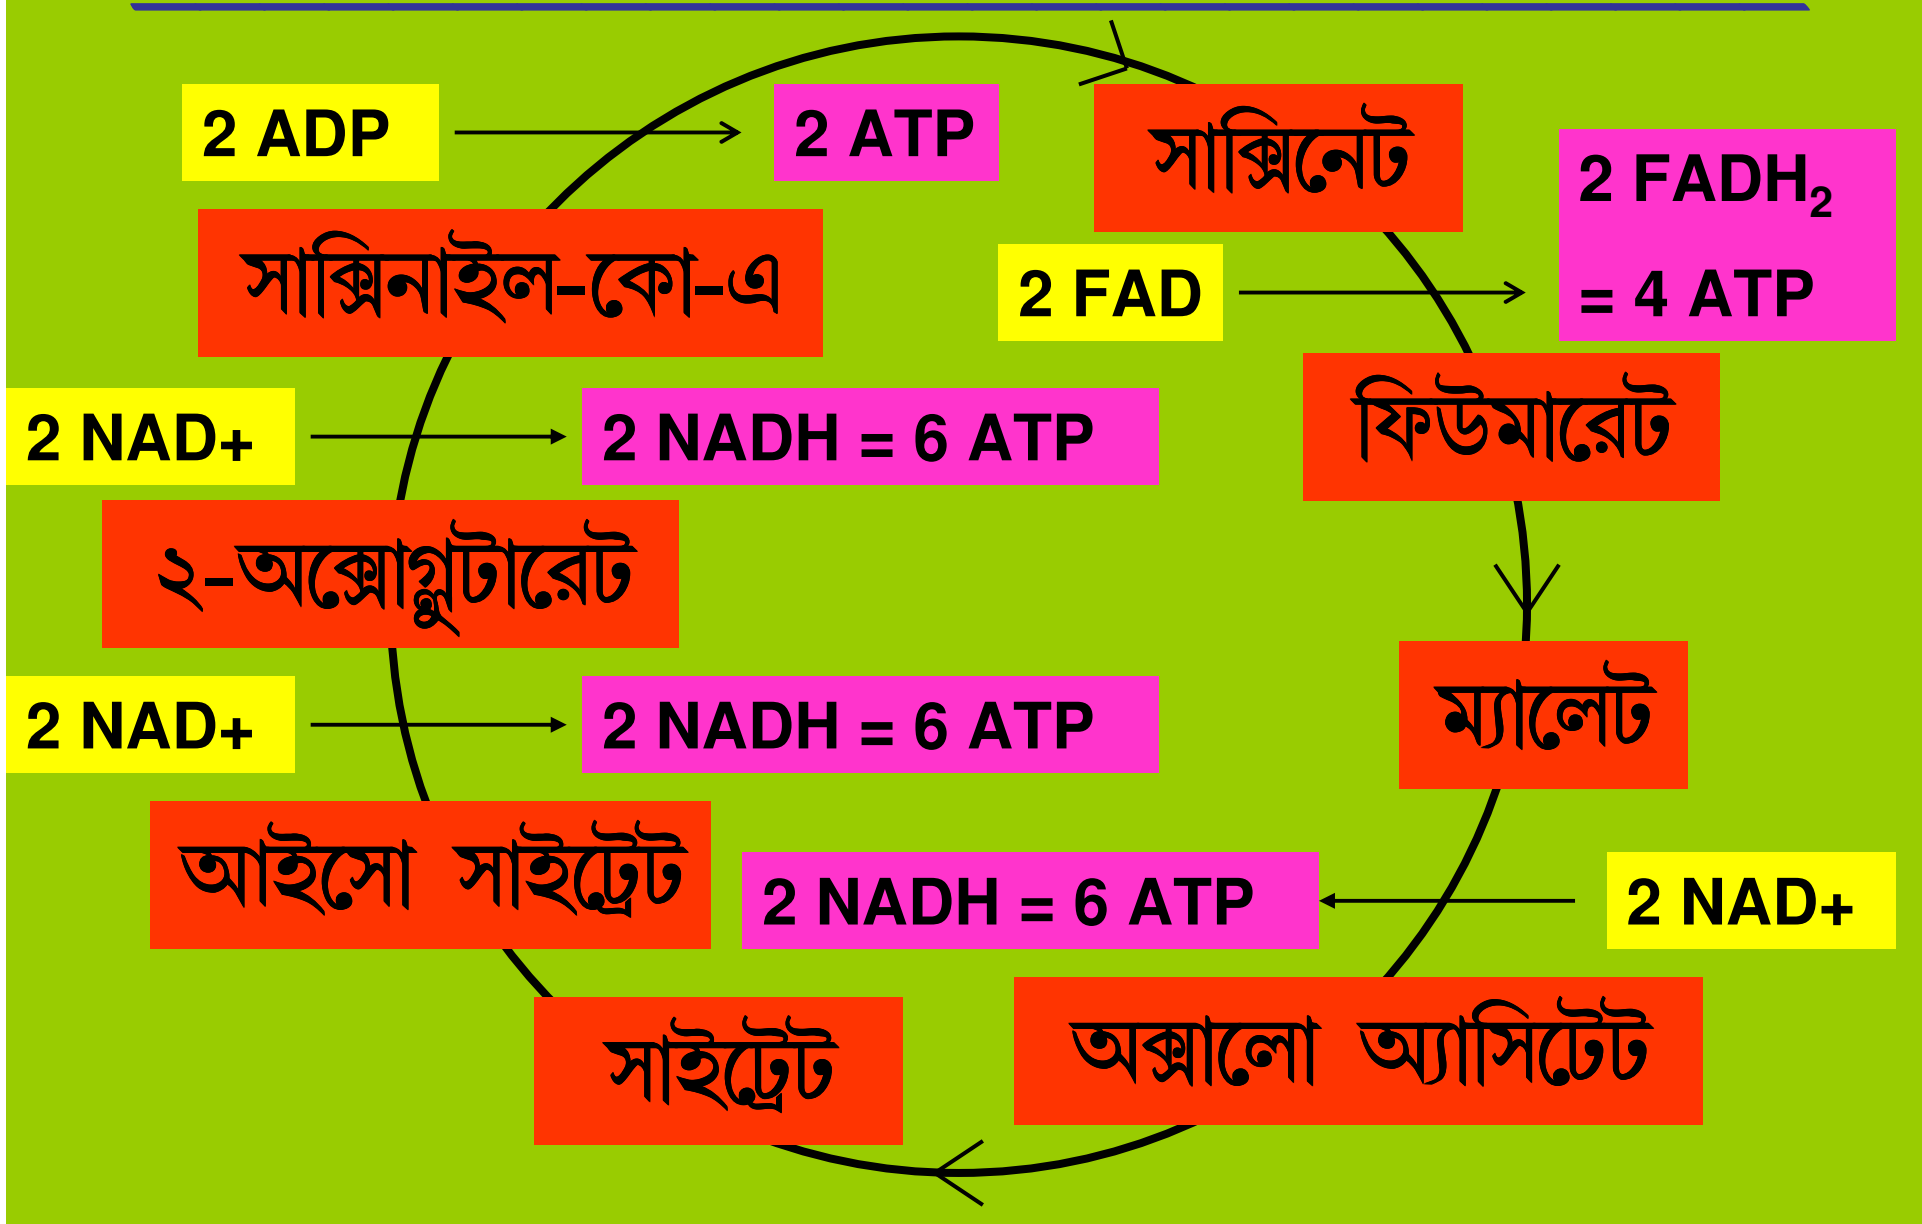 2 ADP
2 ATP
সাক্সিনেট
2 FADH₂
= 4 ATP
সাক্সিনাইল-কো-এ
2 FAD
2 NAD+
2 NADH = 6 ATP
ফিউমারেট
২-অক্সোগ্লুটারেট
2 NAD+
2 NADH = 6 ATP
ম্যালেট
আইসো সাইট্রেট
2 NADH = 6 ATP
2 NAD+
সাইট্রেট
অক্সালো অ্যাসিটেট